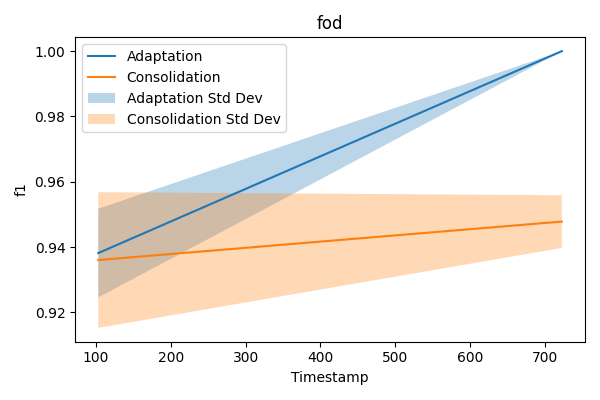 fod
1.00
0.98
0.96
0.94
0.92
f1
Adaptation
Consolidation
Adaptation Std Dev
Consolidation Std Dev
100 200 300 400 500 600 700
Timestamp